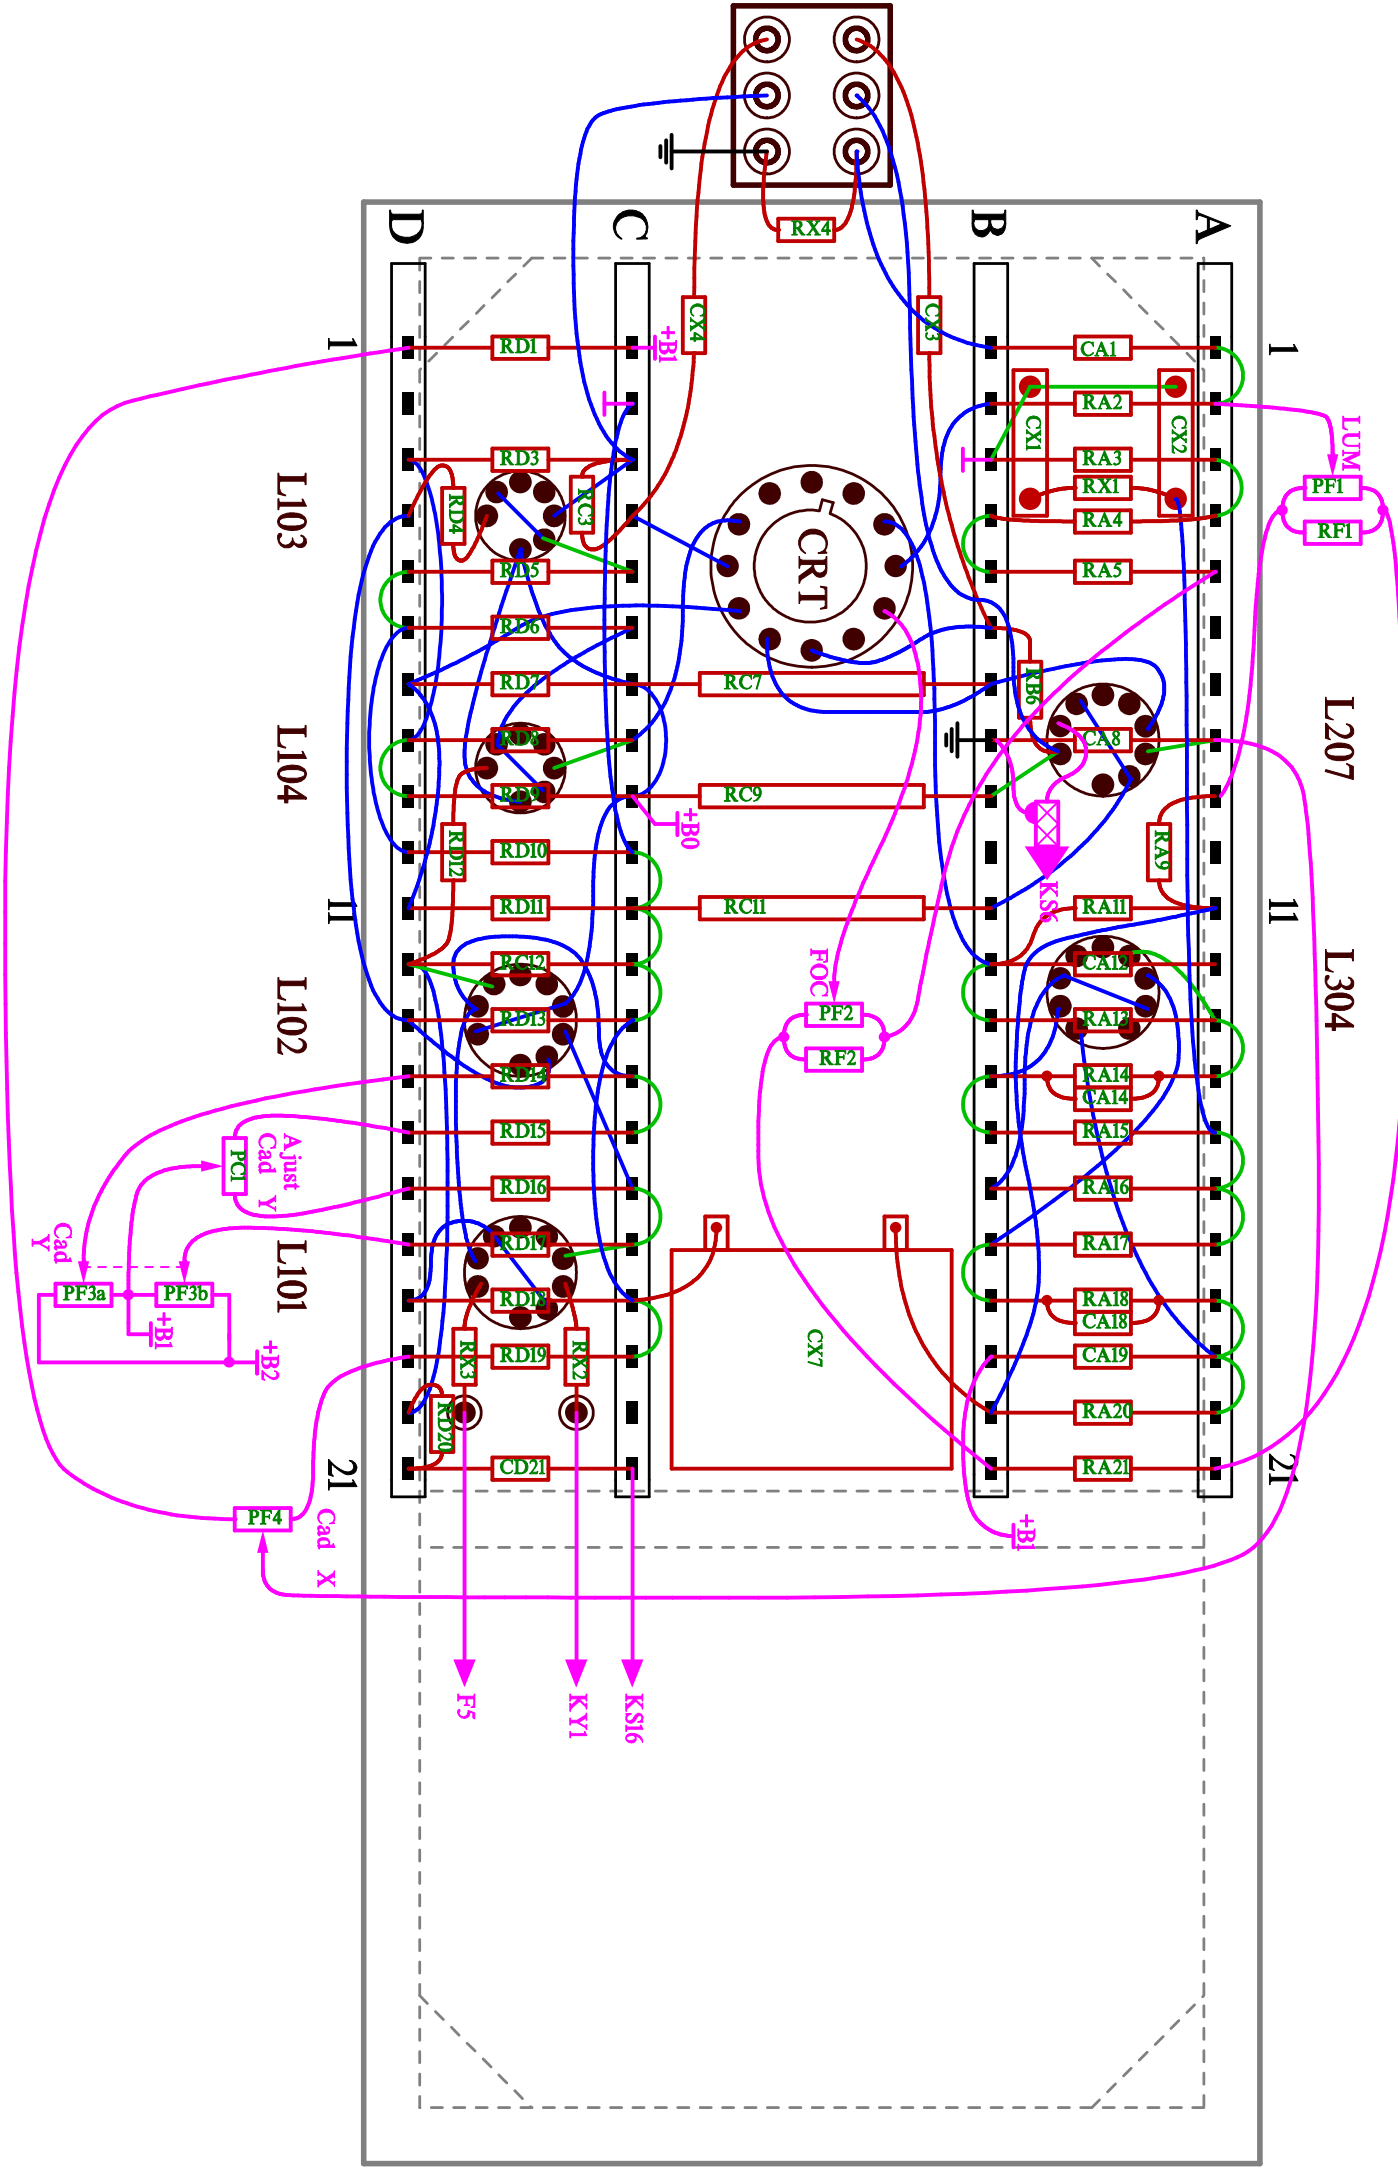 RX4
D
C
B
A
CX4
CX3
1
RD1
+B1
CA1
1
RA2
CX1
CX2
LUM
RD3
RA3
PF1
RX1
L103
RD4
RC3
RA4
RF1
CRT
RD5
RA5
RD6
RD7
RC7
RB6
L207
L104
RD8
CA8
RD9
RC9
+B0
RD12
RD10
RA9
KS6
11
RD11
RC11
RA11
11
FOC
RC12
CA12
L304
L102
RD13
PF2
RA13
RF2
RD14
RA14
CA14
Ajust
Cad Y
PC1
RD15
RA15
RD16
RA16
Cad
Y
L101
RD17
RA17
PF3a
PF3b
RD18
RA18
+B1
CA18
+B2
RX3
RD19
RX2
CX7
CA19
RD20
RA20
21
CD21
RA21
21
PF4
Cad X
+B1
F5
KY1
KS16